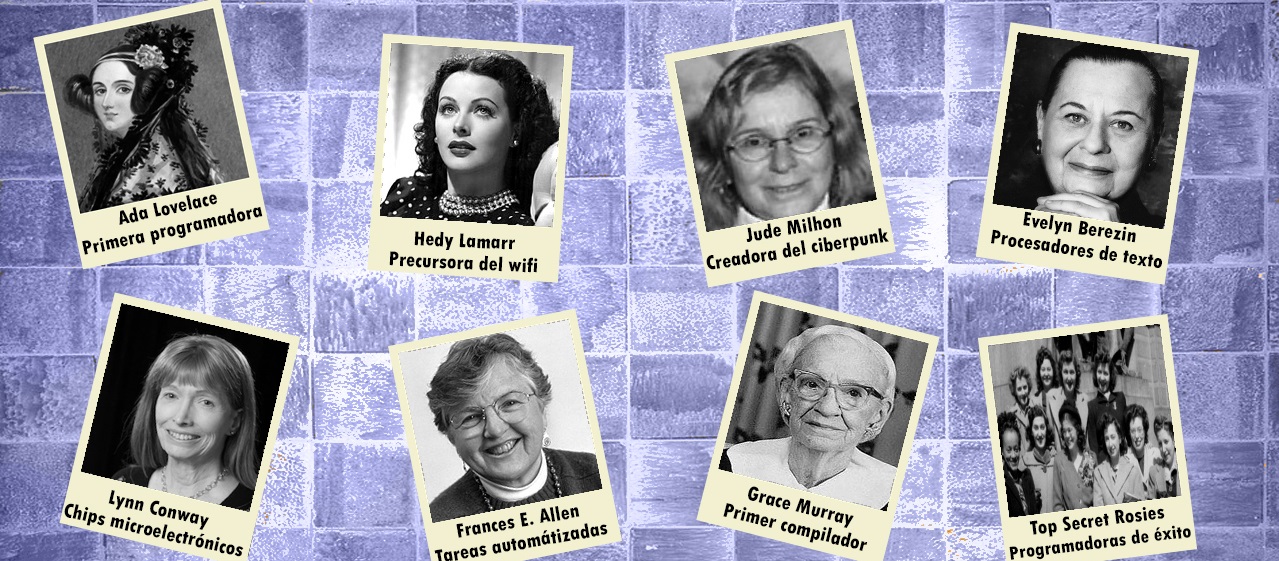 Ada Lovelace
Primera programadora
Hedy Lamarr
Precursora del wifi
Jude Milhon
Creadora del ciberpunk
Evelyn Berezin
Procesadores de texto
Lynn Conway
Chips microelectrónicos
Frances E. Allen
Tareas automátizadas
Grace Murray
Primer compilador
Top Secret Rosies
Programadoras de éxito